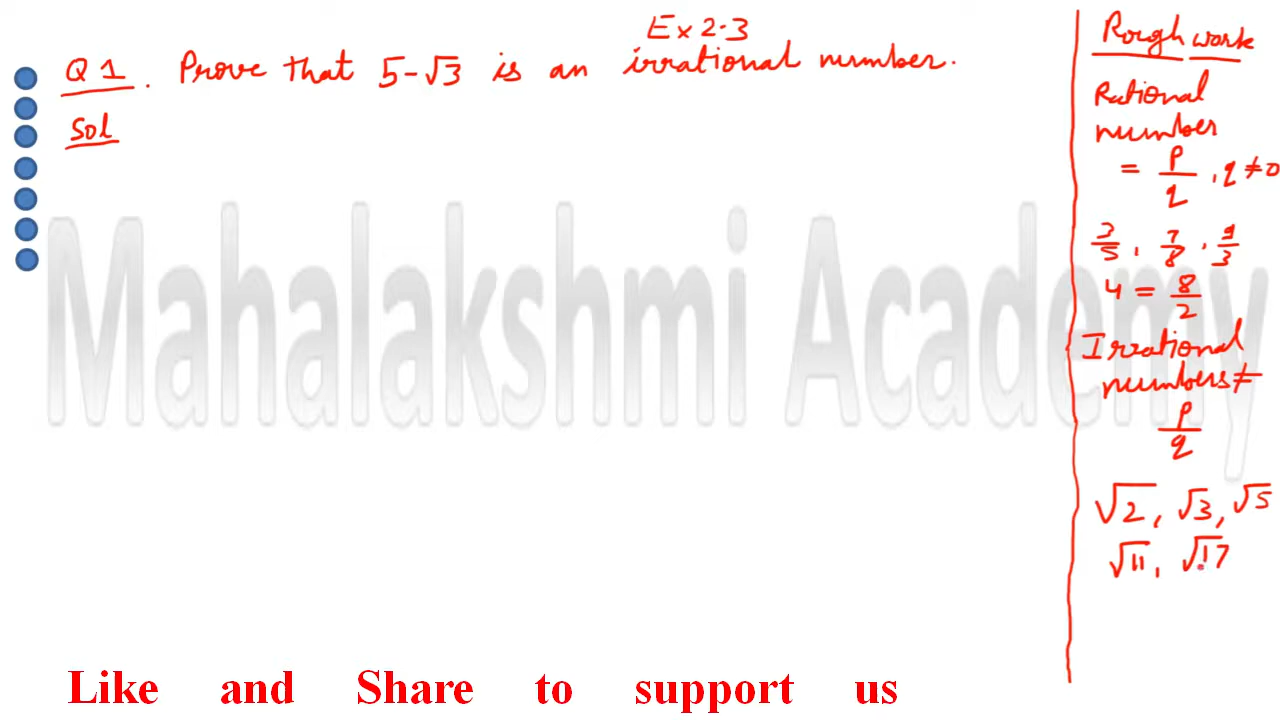 Ex 2.3
Q1. Prove that 5-√3 is an irrational number.
Sol
Rough work
Rational
number
= p/q, q≠0
3/5, 7/8, 9/3
4 = 8/2
Irrational
numbers≠
p/q
√2, √3, √5
√11, √17
Mahalakshmi Academy
Like and Share to support us